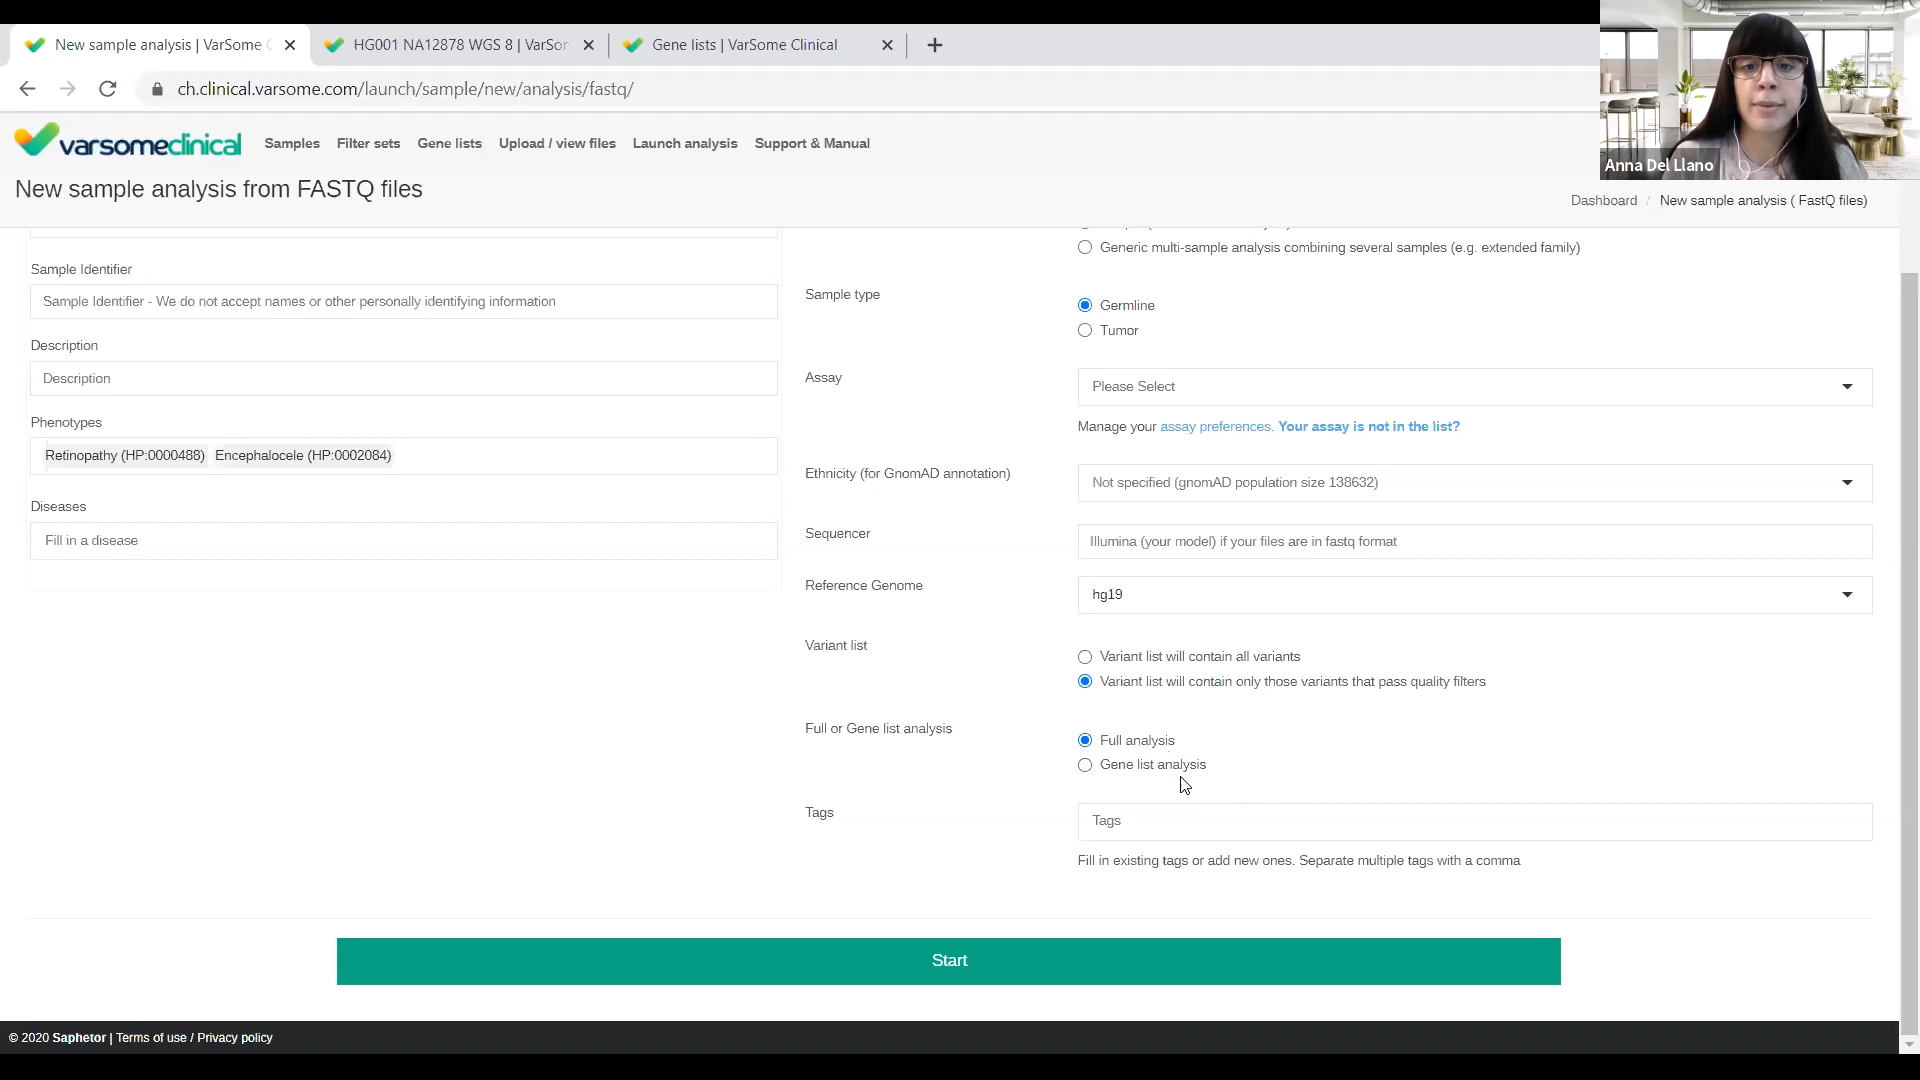 New sample analysis | VarSome C
HG001 NA12878 WGS 8 | VarSor
Gene lists | VarSome Clinical
ch.clinical.varsome.com/launch/sample/new/analysis/fastq/
varsomeclinical
Samples
Filter sets
Gene lists
Upload / view files
Launch analysis
Support & Manual
Anna Del Llano
New sample analysis from FASTQ files
Dashboard / New sample analysis ( FastQ files)
Generic multi-sample analysis combining several samples (e.g. extended family)
Sample Identifier
Sample Identifier - We do not accept names or other personally identifying information
Description
Description
Phenotypes
Retinopathy (HP:0000488) Encephalocele (HP:0002084)
Diseases
Fill in a disease
Sample type
Germline
Tumor
Assay
Please Select
Manage your assay preferences. Your assay is not in the list?
Ethnicity (for GnomAD annotation)
Not specified (gnomAD population size 138632)
Sequencer
Illumina (your model) if your files are in fastq format
Reference Genome
hg19
Variant list
Variant list will contain all variants
Variant list will contain only those variants that pass quality filters
Full or Gene list analysis
Full analysis
Gene list analysis
Tags
Tags
Fill in existing tags or add new ones. Separate multiple tags with a comma
Start
© 2020 Saphetor | Terms of use / Privacy policy